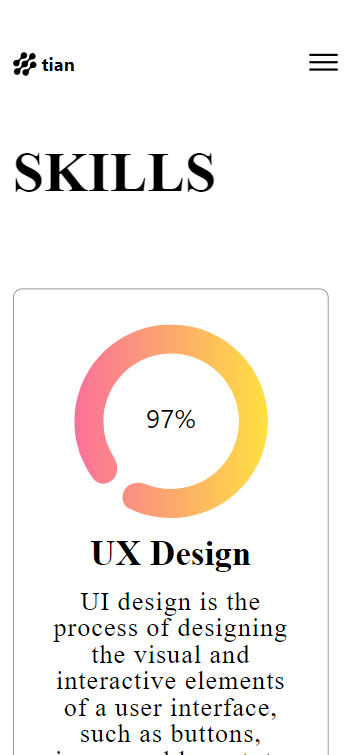 tian
SKILLS
97%
UX Design
UI design is the
process of designing
the visual and
interactive elements
of a user interface,
such as buttons,